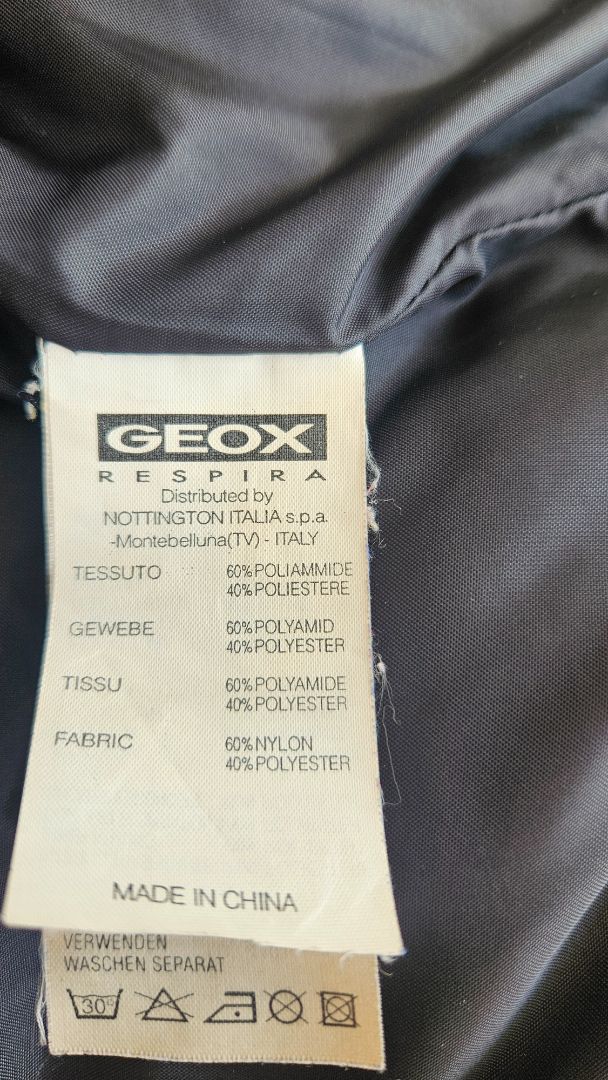 GEOX
RESPIRA
Distributed by
NOTTINGTON ITALIA s.p.a.
-Montebelluna(TV) - ITALY
TESSUTO 60%POLIAMMIDE
40%POLIESTERE
GEWEBE 60%POLYAMID
40%POLYESTER
TISSU 60%POLYAMIDE
40%POLYESTER
FABRIC 60%NYLON
40%POLYESTER
MADE IN CHINA
VERWENDEN
WASCHEN SEPARAT
30°